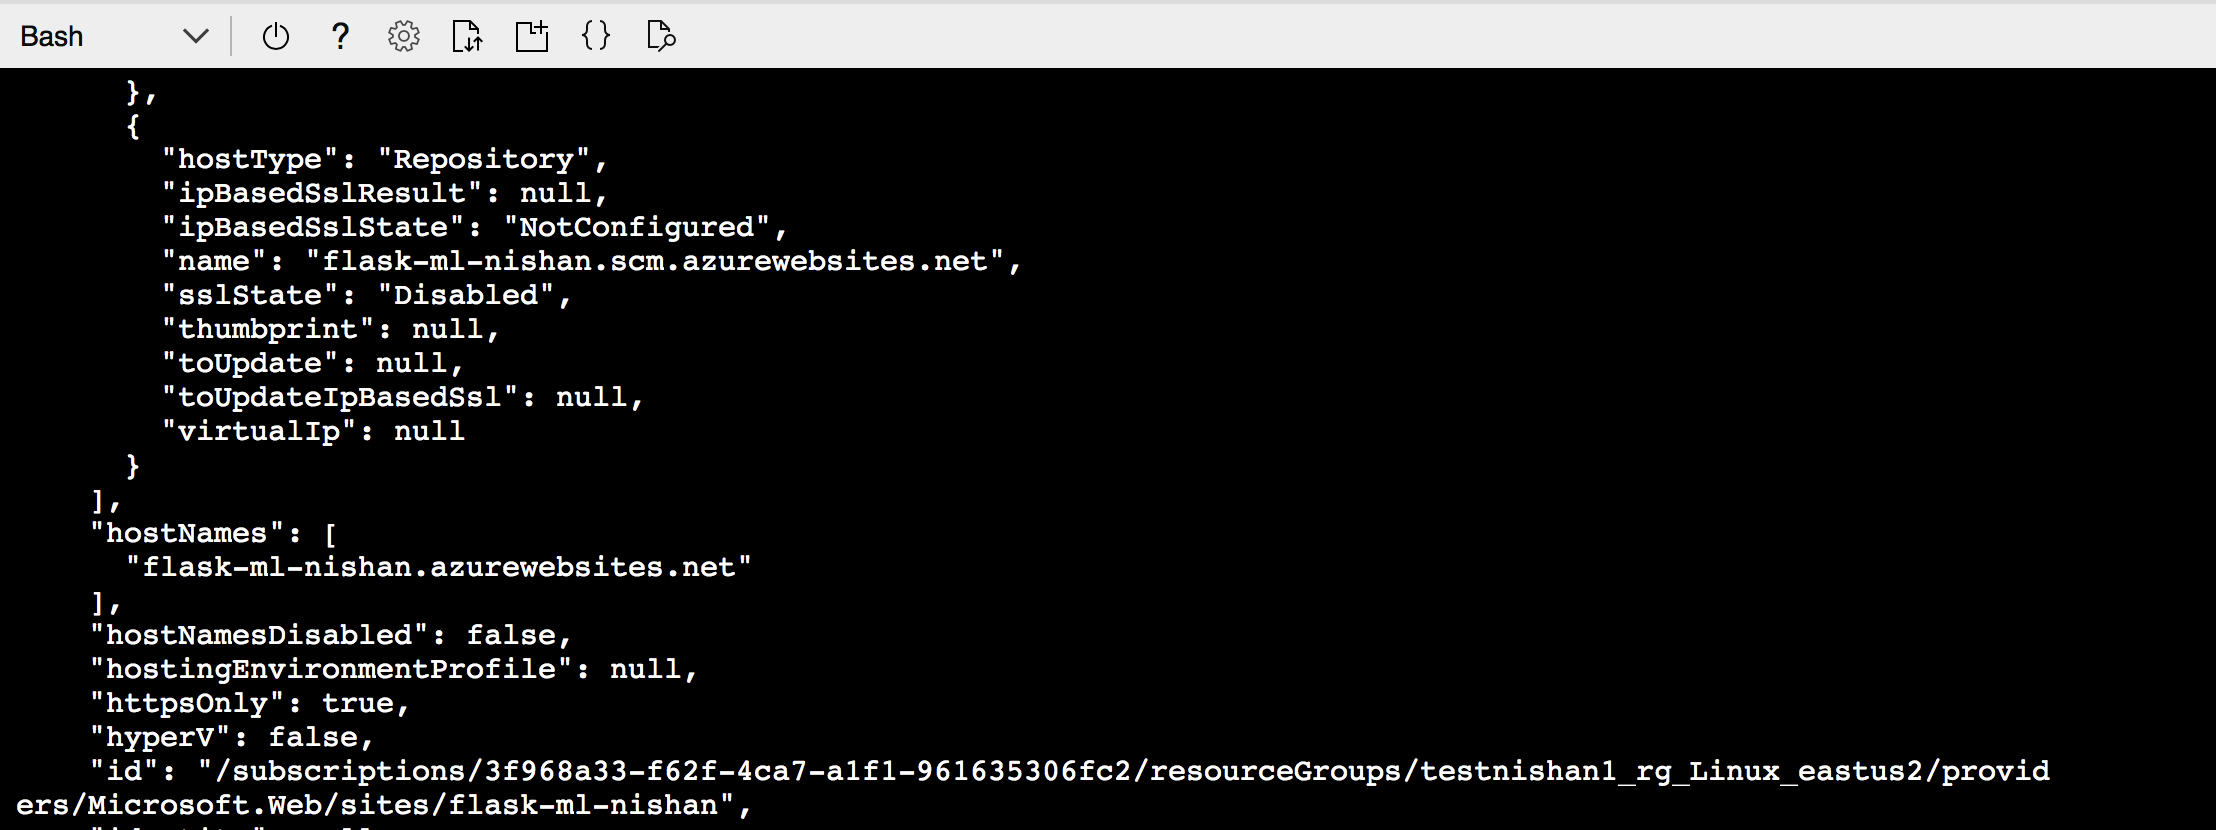 Bash
},
{
"hostType": "Repository",
"ipBasedSslResult": null,
"ipBasedSslState": "NotConfigured",
"name": "flask-ml-nishan.scm.azurewebsites.net",
"sslState": "Disabled",
"thumbprint": null,
"toUpdate": null,
"toUpdateIpBasedSsl": null,
"virtualIp": null
}
],
"hostNames": [
"flask-ml-nishan.azurewebsites.net"
],
"hostNamesDisabled": false,
"hostingEnvironmentProfile": null,
"httpsOnly": true,
"hyperV": false,
"id": "/subscriptions/3f968a33-f62f-4ca7-a1f1-961635306fc2/resourceGroups/testnishan1_rg_Linux_eastus2/provid
ers/Microsoft.Web/sites/flask-ml-nishan",